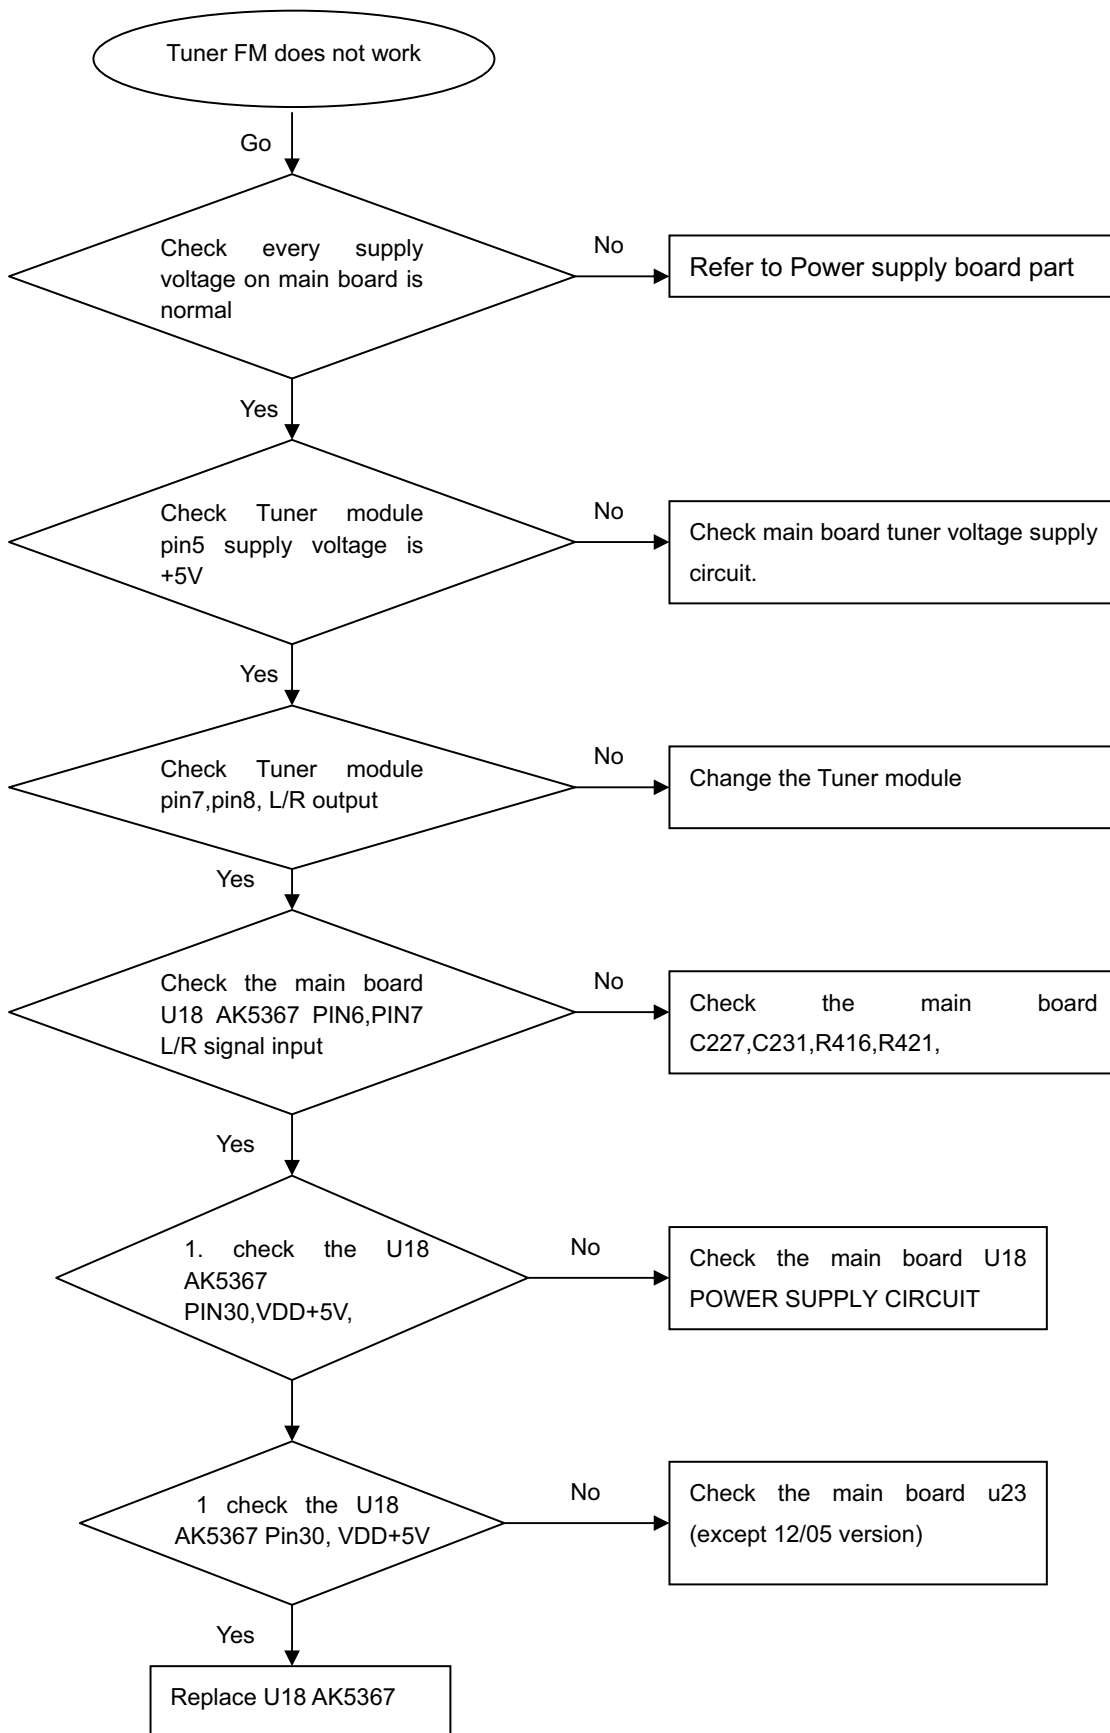 Tuner FM does not work
Go
Check every supply
voltage on main board is
normal
No
Refer to Power supply board part
Yes
Check Tuner module
pin5 supply voltage is
+5V
No
Check main board tuner voltage supply
circuit.
Yes
Check Tuner module
pin7,pin8, L/R output
No
Change the Tuner module
Yes
Check the main board
U18 AK5367 PIN6,PIN7
L/R signal input
No
Check the main board
C227,C231,R416,R421,
Yes
1. check the U18
AK5367
PIN30,VDD+5V,
No
Check the main board U18
POWER SUPPLY CIRCUIT
1 check the U18
AK5367 Pin30, VDD+5V
No
Check the main board u23
(except 12/05 version)
Yes
Replace U18 AK5367